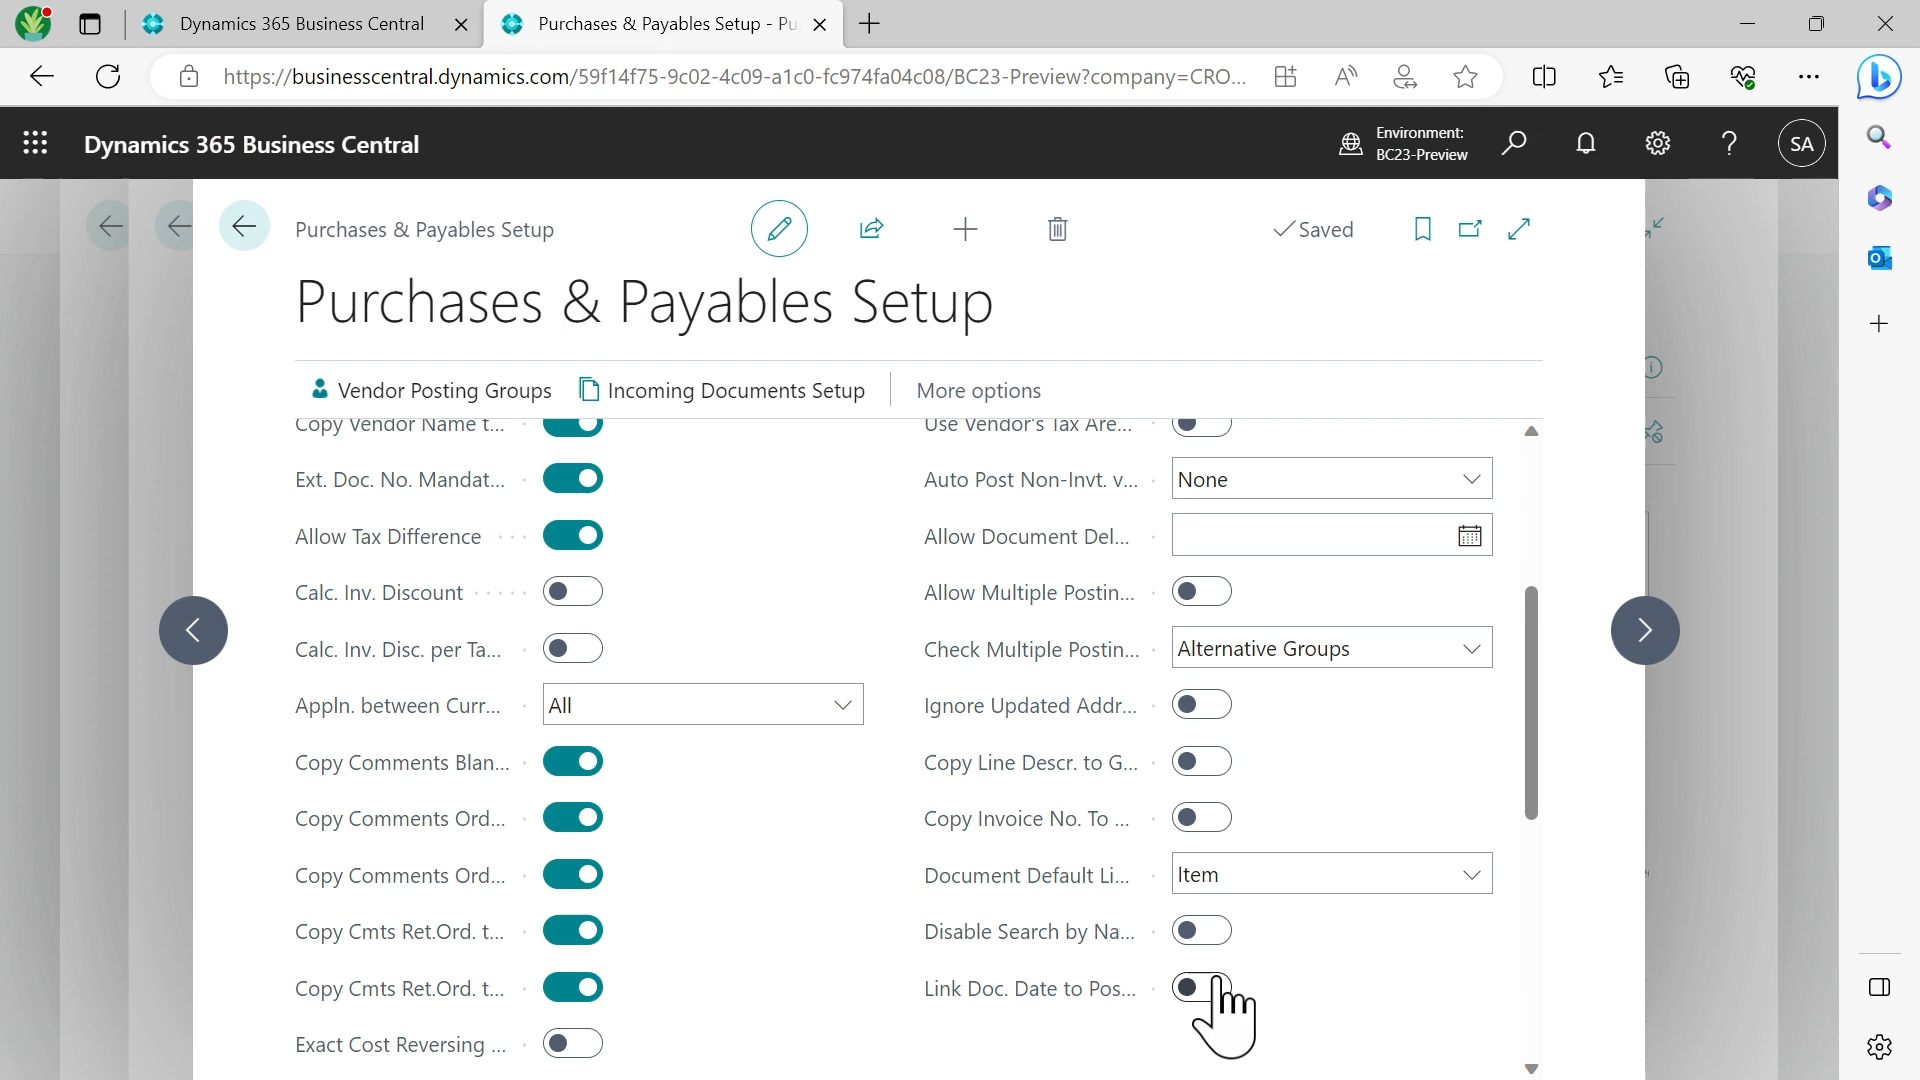 Dynamics 365 Business Central
Purchases & Payables Setup - Pu
https://businesscentral.dynamics.com/59f14f75-9c02-4c09-a1c0-fc974fa04c08/BC23-Preview?company=CRO...
Dynamics 365 Business Central
Environment:
BC23-Preview
SA
Purchases & Payables Setup
Saved
Purchases & Payables Setup
Vendor Posting Groups
Incoming Documents Setup
More options
Copy Vendor Name t...
Use Vendor's Tax Are...
Ext. Doc. No. Mandat...
Auto Post Non-Invt. v...
None
Allow Tax Difference
Allow Document Del...
Calc. Inv. Discount
Allow Multiple Postin...
Calc. Inv. Disc. per Ta...
Check Multiple Postin...
Alternative Groups
Appln. between Curr...
All
Ignore Updated Addr...
Copy Comments Blan...
Copy Line Descr. to G...
Copy Comments Ord...
Copy Invoice No. To ...
Copy Comments Ord...
Document Default Li...
Item
Copy Cmts Ret.Ord. t...
Disable Search by Na...
Copy Cmts Ret.Ord. t...
Link Doc. Date to Pos...
Exact Cost Reversing ...